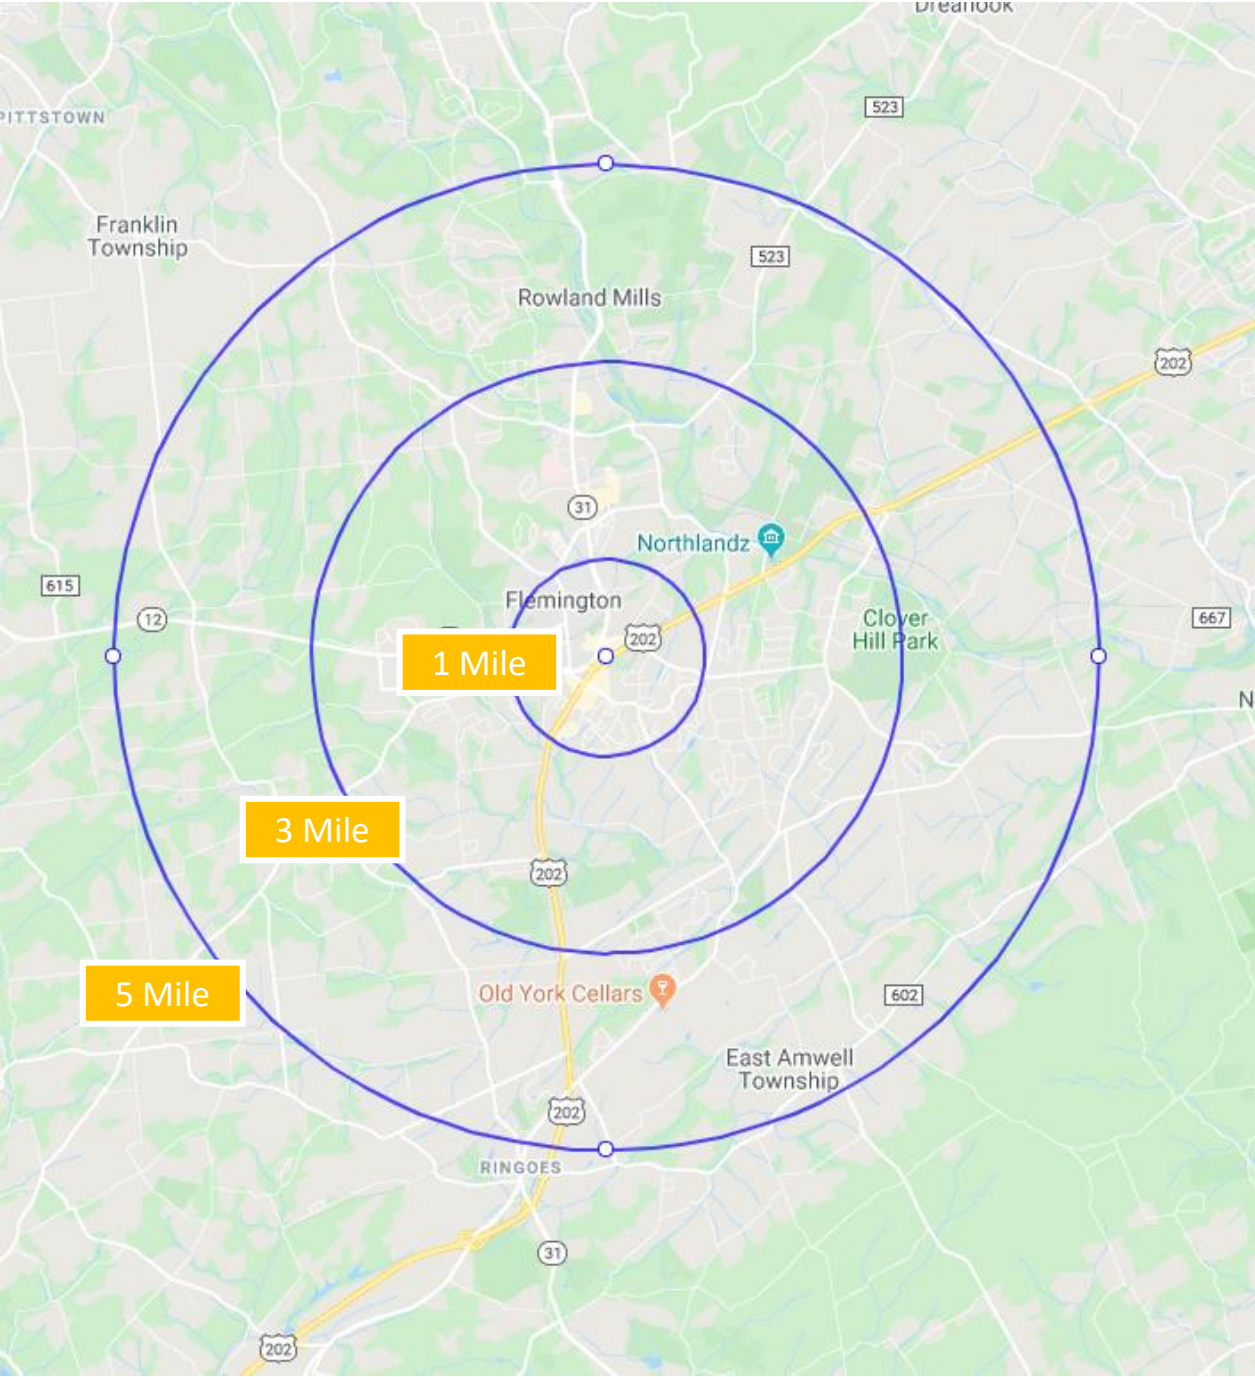 Dreahook
523
PITTSTOWN
Franklin
Township
523
Rowland Mills
202
31
Northlandz
615
12
Flemington
202
Clover
Hill Park
667
1 Mile
N
3 Mile
202
5 Mile
Old York Cellars
602
East Amwell
Township
202
RINGOES
31
202